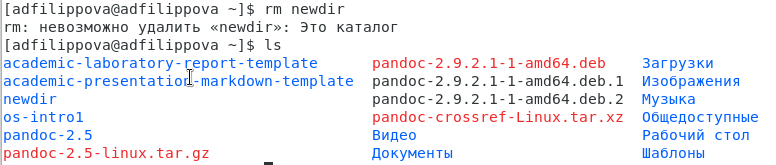 [adfilippova@adfilippova ~]$ rm newdir
rm: невозможно удалить «newdir»: Это каталог
[adfilippova@adfilippova ~]$ ls
academic-laboratory-report-template pandoc-2.9.2.1-1-amd64.deb Загрузки
academic-presentation-markdown-template pandoc-2.9.2.1-1-amd64.deb.1 Изображения
newdir pandoc-2.9.2.1-1-amd64.deb.2 Музыка
os-intro1 pandoc-crossref-Linux.tar.xz Общедоступные
pandoc-2.5 Видео Рабочий стол
pandoc-2.5-linux.tar.gz Документы Шаблоны